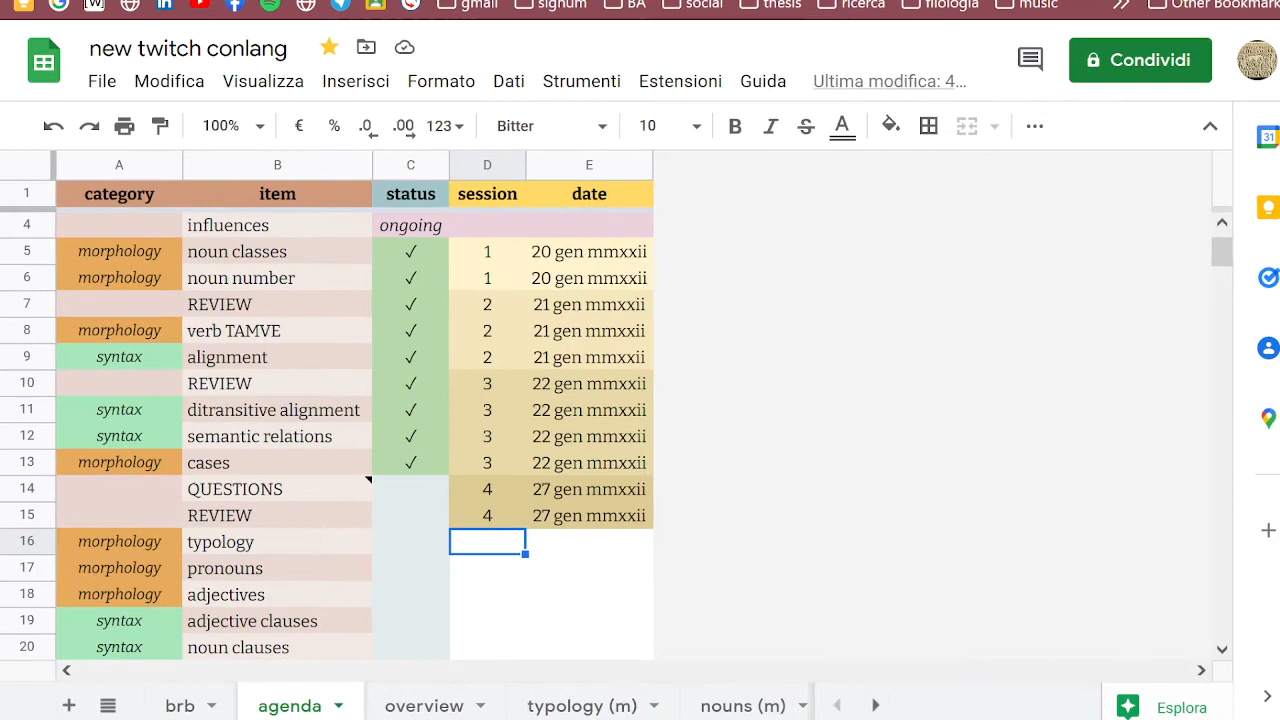 gmail signum BA social thesis ricerca filologia music Other Bookmark
new twitch conlang
Condividi
File Modifica Visualizza Inserisci Formato Dati Strumenti Estensioni Guida Ultima modifica: 4...
100% € % .0 .00 123 Bitter 10 B I S A
A B C D E
1 category item status session date
4 influences ongoing
5 morphology noun classes ✓ 1 20 gen mmxxii
6 morphology noun number ✓ 1 20 gen mmxxii
7 REVIEW ✓ 2 21 gen mmxxii
8 morphology verb TAMVE ✓ 2 21 gen mmxxii
9 syntax alignment ✓ 2 21 gen mmxxii
10 REVIEW ✓ 3 22 gen mmxxii
11 syntax ditransitive alignment ✓ 3 22 gen mmxxii
12 syntax semantic relations ✓ 3 22 gen mmxxii
13 morphology cases ✓ 3 22 gen mmxxii
14 QUESTIONS 4 27 gen mmxxii
15 REVIEW 4 27 gen mmxxii
16 morphology typology
17 morphology pronouns
18 morphology adjectives
19 syntax adjective clauses
20 syntax noun clauses
brb agenda overview typology (m) nouns (m) Esplora